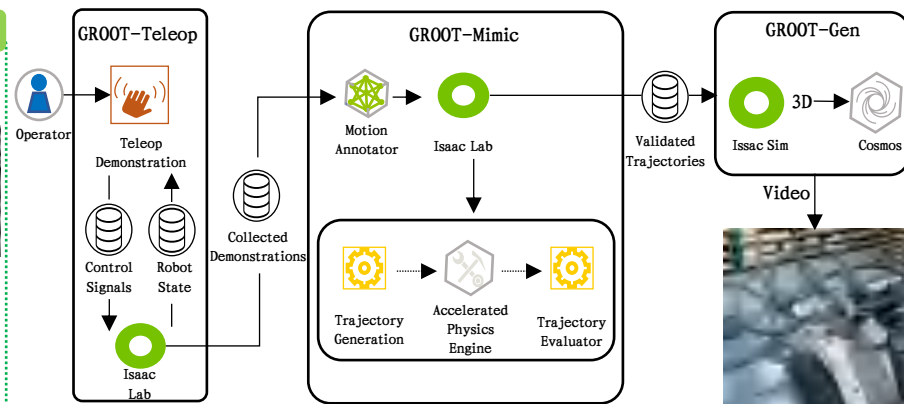 GROOT-Teleop
GROOT-Mimic
GROOT-Gen
Operator
Teleop
Demonstration
Control
Signals
Robot
State
Isaac
Lab
Collected
Demonstrations
Motion
Annotator
Isaac Lab
Trajectory
Generation
Accelerated
Physics
Engine
Trajectory
Evaluator
Validated
Trajectories
Issac Sim
3D
Cosmos
Video